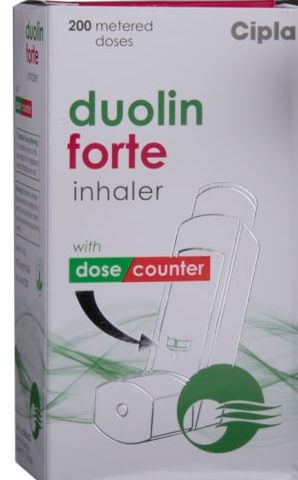 200 metered
doses
Cipla
duolin
forte
inhaler
with
dose counter